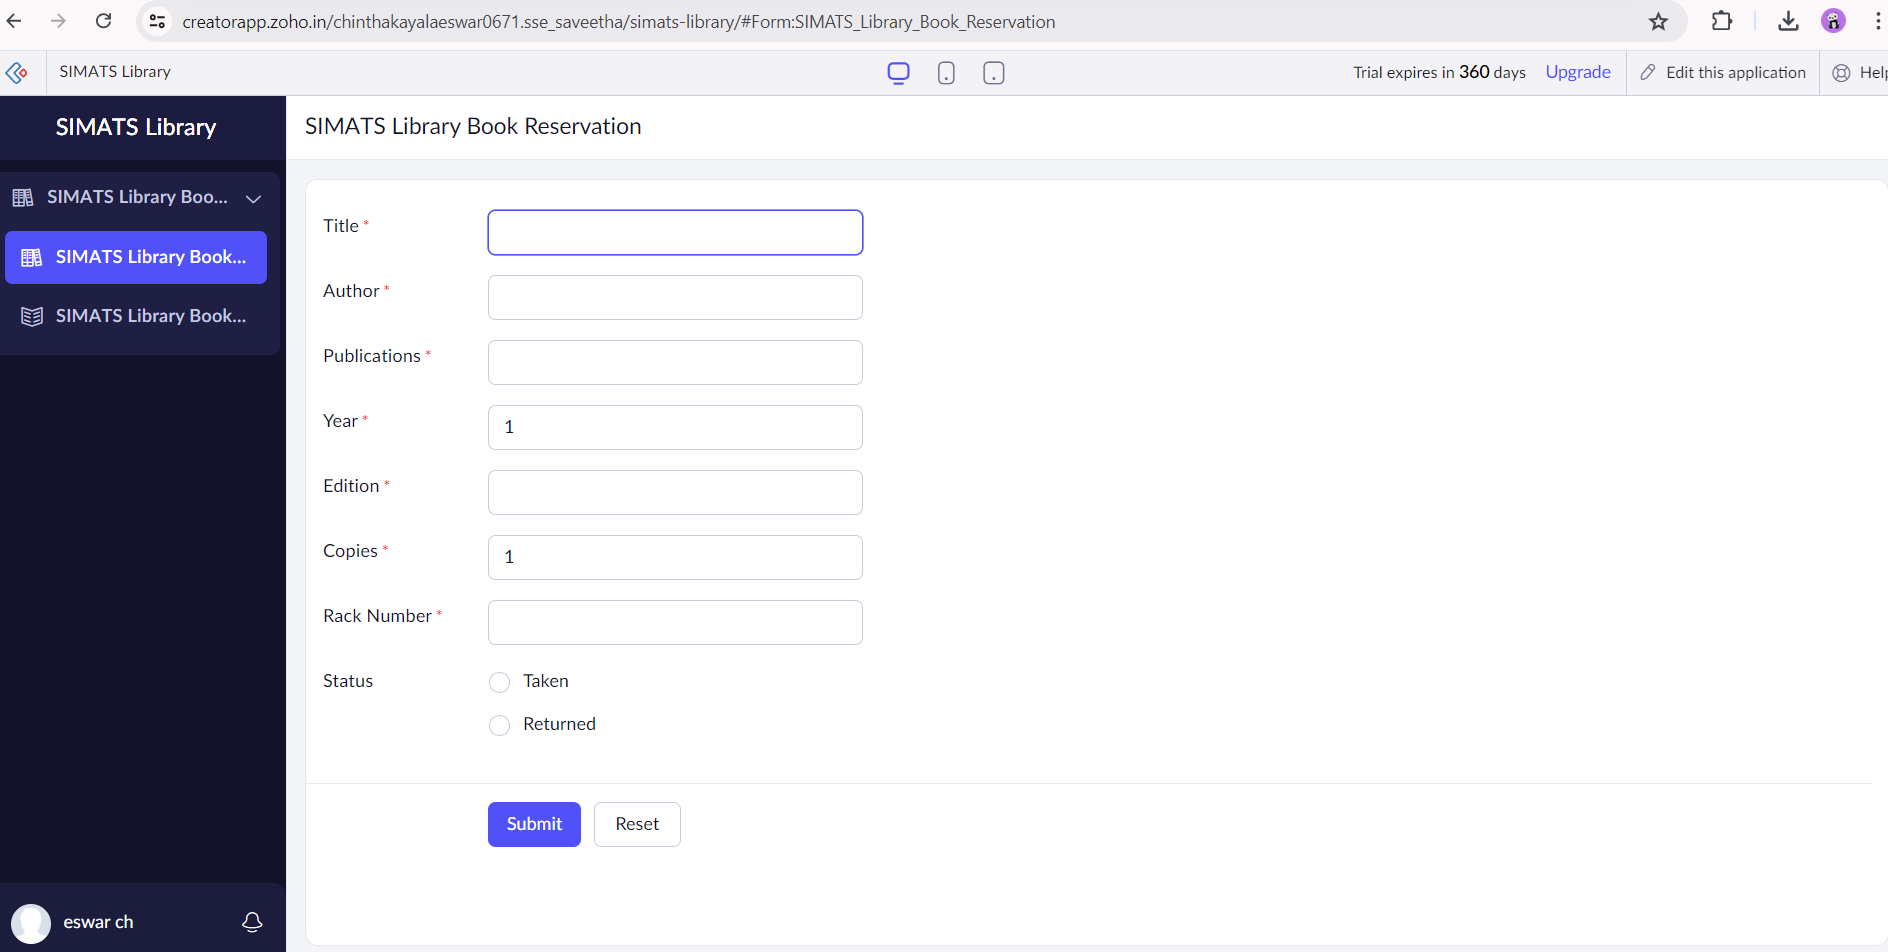 creatorapp.zoho.in/chinthakayalaeswar0671.sse_saveetha/simats-library/#Form:SIMATS_Library_Book_Reservation
SIMATS Library
Trial expires in 360 days Upgrade Edit this application Help
SIMATS Library
SIMATS Library Boo...
SIMATS Library Book...
SIMATS Library Book...
eswar ch
SIMATS Library Book Reservation
Title *
Author *
Publications *
Year * 1
Edition *
Copies * 1
Rack Number *
Status Taken
Returned
Submit Reset